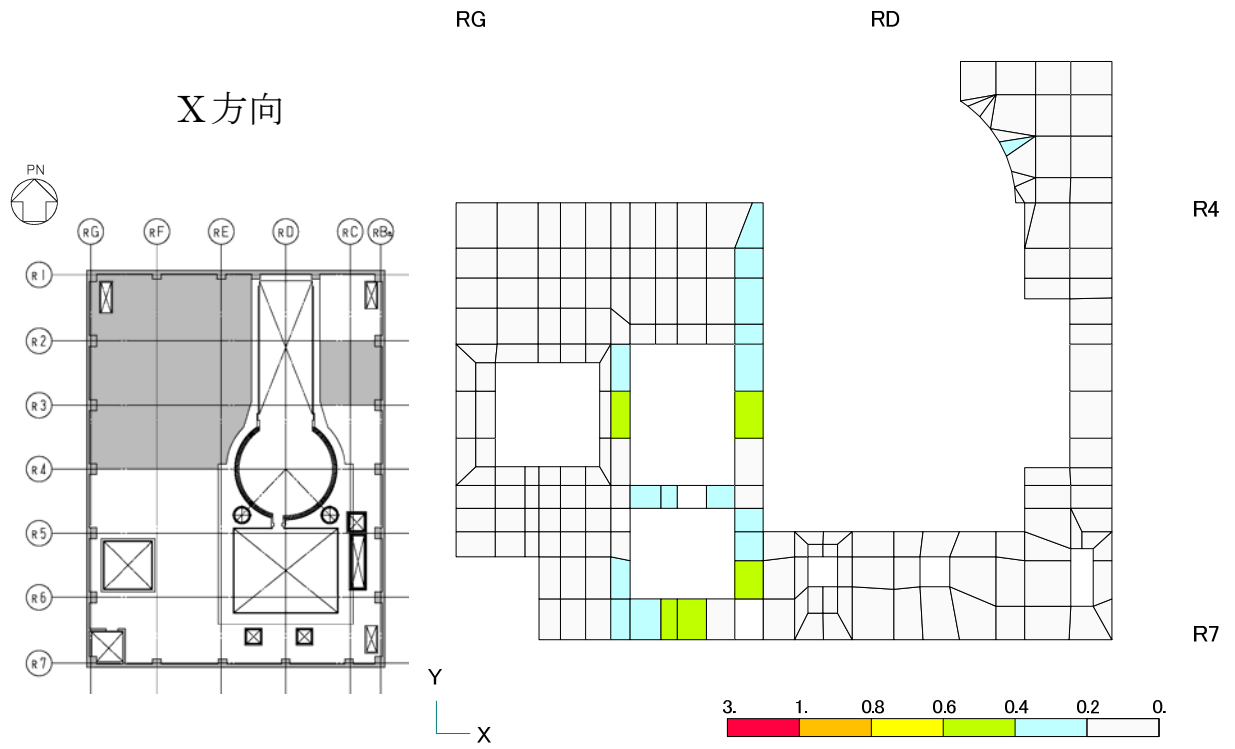 RG RD
X方向
PN
RG RF RE RD RC RBa
R1
R4
R2
R3
R4
R5
R6
R7
R7
Y
X
3. 1. 0.8 0.6 0.4 0.2 0.